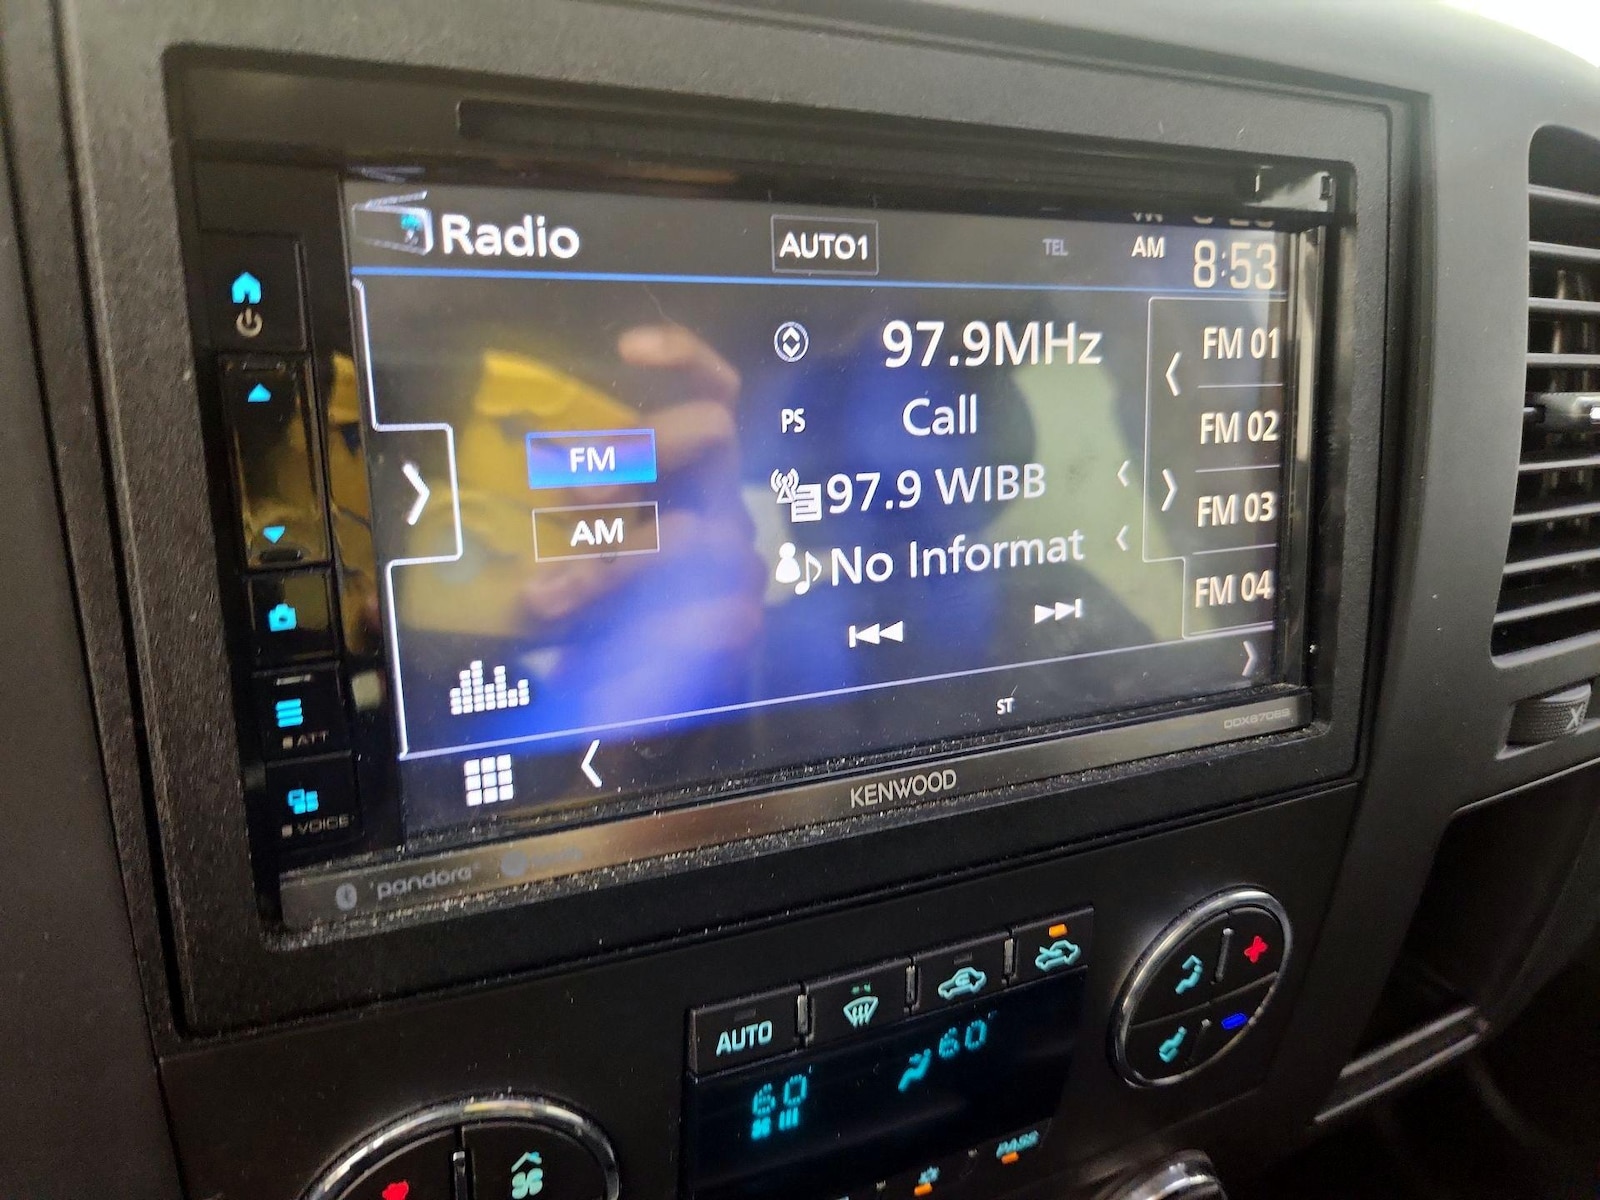 Radio
AUTO1
TEL
AM
8:53
97.9MHz
PS
Call
97.9 WIBB
No Informat
FM
AM
FM 01
FM 02
FM 03
FM 04
ST
ATT
VOICE
KENWOOD
pandora
AUTO
60
60
PASS